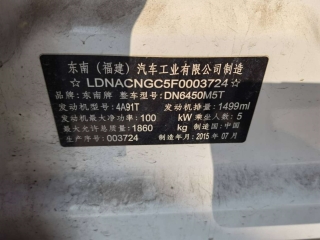 东南（福建）汽车工业有限公司制造
☆ LDNACNGC5F0003724 ☆
品牌：东南牌 整车型号：DN6450M5T
发动机型号：4A91T 发动机排量：1499ml
发动机最大净功率：100 kW 乘坐人数：5
最大允许总质量：1860 kg 制造国：中国
生产序号：003724 制造年月：2015 年 07 月